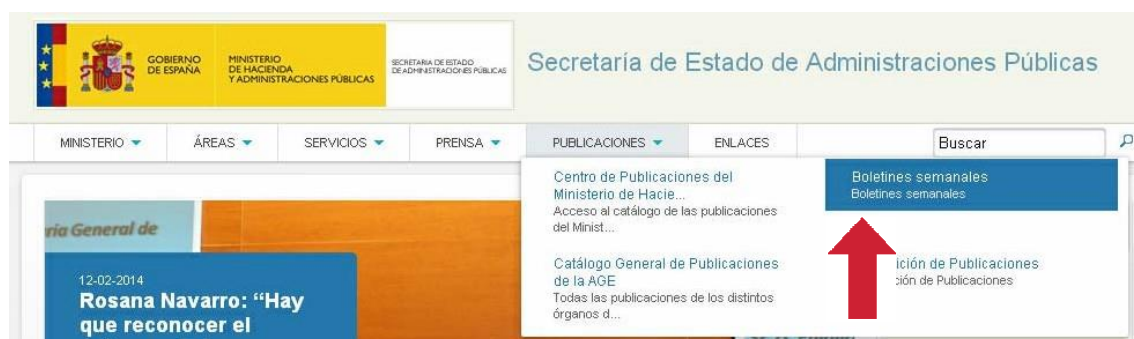 GOBIERNO
DE ESPAÑA
MINISTERIO
DE HACIENDA
Y ADMINISTRACIONES PÚBLICAS
SECRETARÍA DE ESTADO
DE ADMINISTRACIONES PÚBLICAS
Secretaría de Estado de Administraciones Públicas
MINISTERIO
ÁREAS
SERVICIOS
PRENSA
PUBLICACIONES
ENLACES
Buscar
Centro de Publicaciones del
Ministerio de Hacie...
Acceso al catálogo de las publicaciones
del Minist...
Boletines semanales
Boletines semanales
Catálogo General de Publicaciones
de la AGE
Todas las publicaciones de los distintos
órganos d...
ición de Publicaciones
ción de Publicaciones
ria General de
12-02-2014
Rosana Navarro: “Hay
que reconocer el